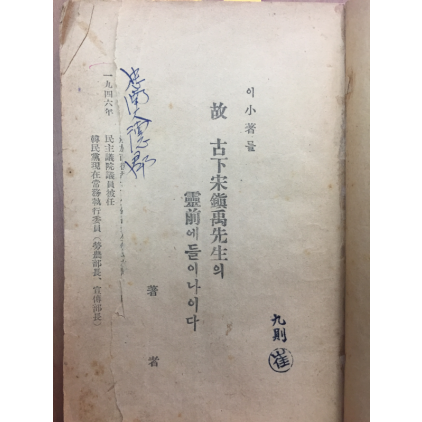 이 小著를
故 古下宋鎭禹先生의
靈前에 들이나이다
著 者
九則
崔
一九四六年
民主議院議員被任
韓民黨現在常務執行委員（勞農部長、宣傳部長）